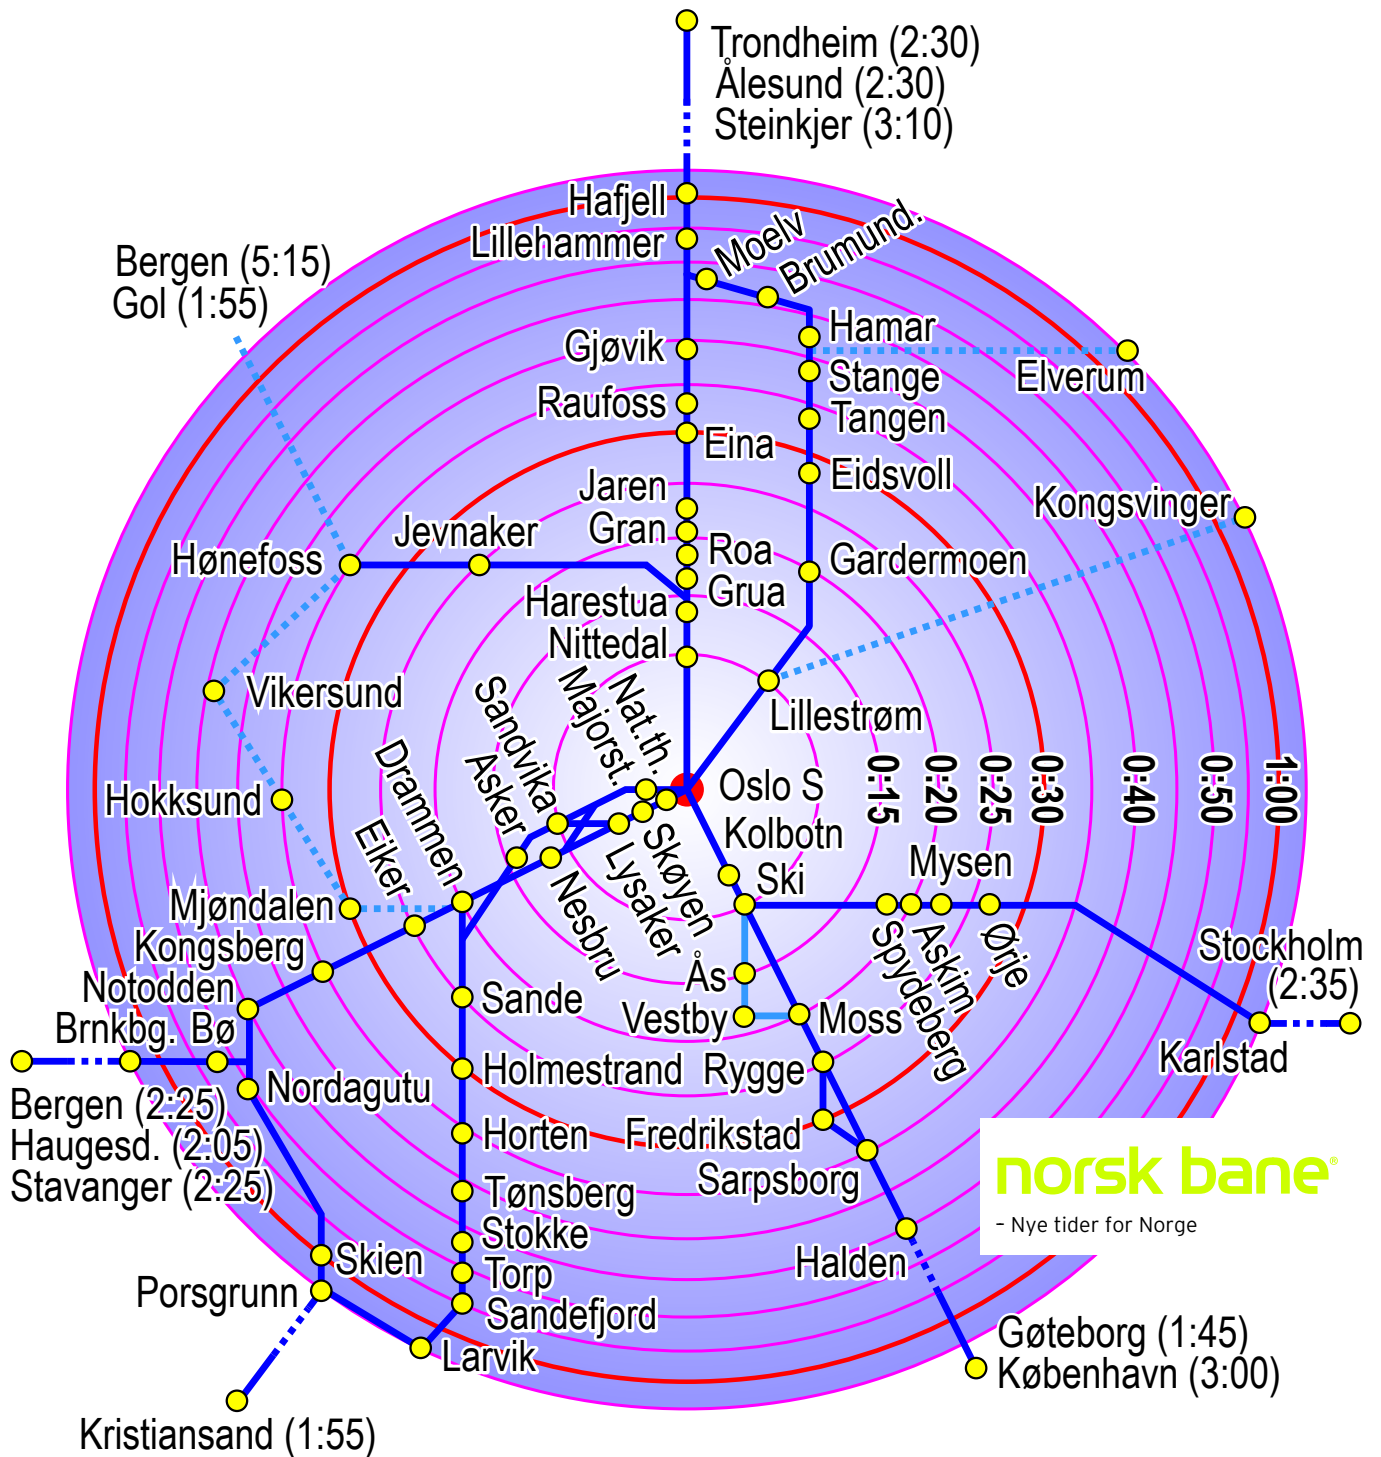 Trondheim (2:30)
Ålesund (2:30)
Steinkjer (3:10)
Hafjell
Lillehammer
Moelv
Brumund.
Bergen (5:15)
Gol (1:55)
Hamar
Gjøvik
Stange
Elverum
Raufoss
Tangen
Eina
Eidsvoll
Jaren
Kongsvinger
Gran
Jevnaker
Roa
Hønefoss
Gardermoen
Grua
Harestua
Nittedal
Vikersund
Sandvika
Majorst.
Nat.th.
Lillestrøm
Drammen
Asker
Oslo S
0:15
0:20
0:25
0:30
0:40
0:50
1:00
Hokksund
Eiker
Kolbotn
Skøyen
Lysaker
Nesbru
Ski
Mysen
Mjøndalen
Kongsberg
Spydeberg
Askim
Ørje
Stockholm
(2:35)
Notodden
Ås
Sande
Brnkbg.
Bø
Vestby
Moss
Karlstad
Holmestrand
Rygge
Nordagutu
Bergen (2:25)
Haugesd. (2:05)
Stavanger (2:25)
Horten
Fredrikstad
Sarpsborg
Tønsberg
norsk bane®
- Nye tider for Norge
Stokke
Skien
Torp
Halden
Porsgrunn
Sandefjord
Larvik
Gøteborg (1:45)
København (3:00)
Kristiansand (1:55)